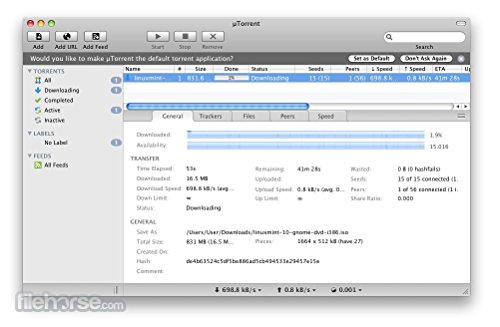 µTorrent
Add Add URL Add Feed Start Stop Remove Search
Would you like to make µTorrent the default torrent application? Set as Default Don't Ask Again
TORRENTS
All 1
Downloading 1
Completed
Active 1
Inactive
LABELS
No Label 1
FEEDS
All Feeds
Name # Size Done Status Seeds Peers ↓ Speed ↑ Speed ETA
linuxmint-... 1 831.6 ... Downloading 15 (15) 1 (56) 698.8 k... 0.8 kB/s 41m 28s
General Trackers Files Peers Speed
Downloaded: 1.9%
Availability: 15.016
TRANSFER
Time Elapsed: 53s Remaining: 41m 28s Wasted: 0 B (0 hashfails)
Downloaded: 16.5 MB Uploaded: Seeds: 15 of 15 connected (1...
Download Speed: 698.8 kB/s (avg... Upload Speed: 0.8 kB/s (avg. 0... Peers: 1 of 56 connected (1 i...
Down Limit: ∞ Up Limit: ∞ Share Ratio: 0.000
Status: Downloading
GENERAL
Save As /Users/User/Downloads/linuxmint-10-gnome-dvd-i386.iso
Total Size: 831 MB (16.5 M... Pieces: 1664 x 512 kB (have 27)
Created On:
Hash: de4b63524c5df5be886ad5cb494533e29457e15e
Comment:
↓ 698.8 kB/s ↑ 0.8 kB/s 0.001
filehorse.com